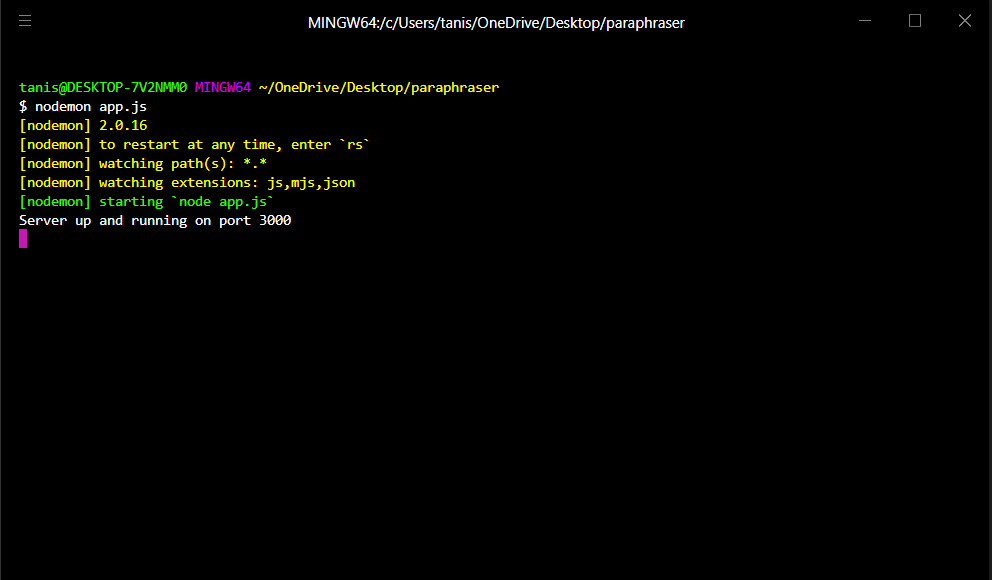 MINGW64:/c/Users/tanis/OneDrive/Desktop/paraphraser
tanis@DESKTOP-7V2NMM0 MINGW64 ~/OneDrive/Desktop/paraphraser
$ nodemon app.js
[nodemon] 2.0.16
[nodemon] to restart at any time, enter `rs`
[nodemon] watching path(s): *.*
[nodemon] watching extensions: js,mjs,json
[nodemon] starting `node app.js`
Server up and running on port 3000